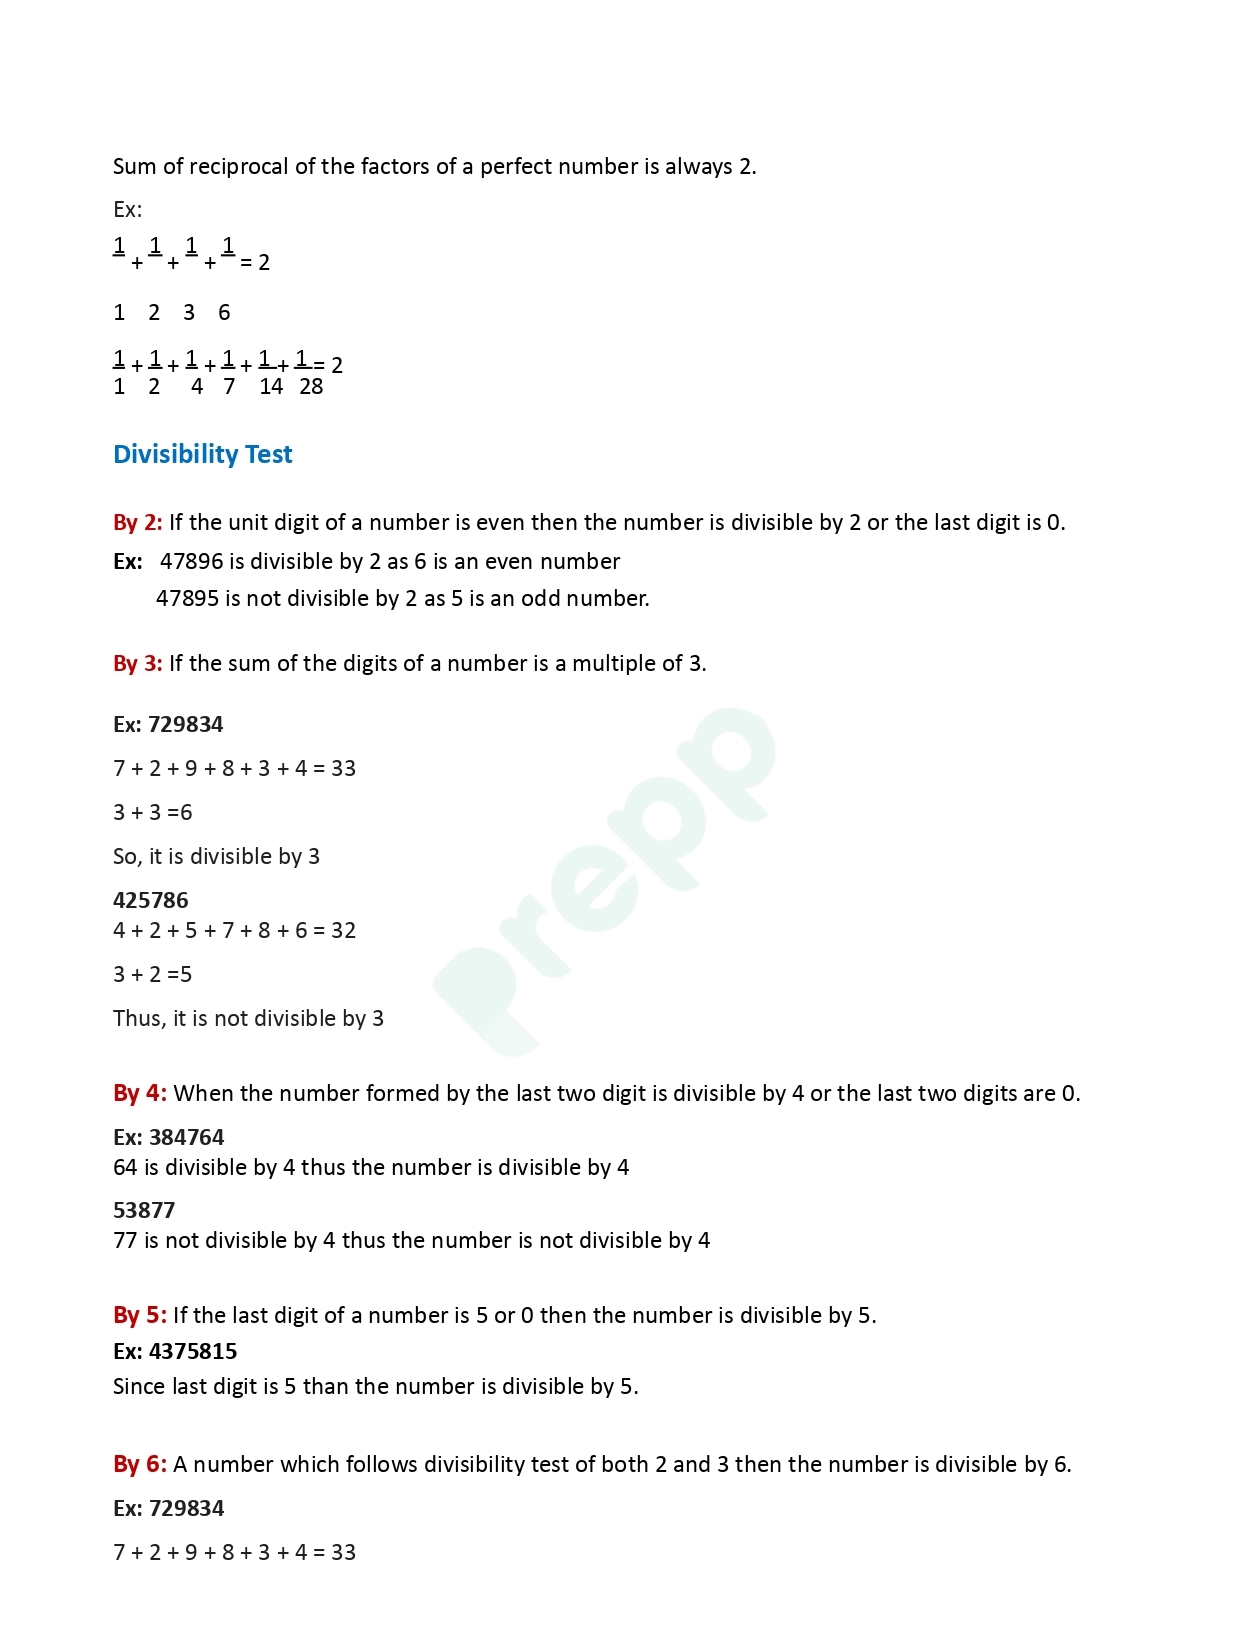 Sum of reciprocal of the factors of a perfect number is always 2.
Ex:
1 + 1 + 1 + 1 = 2
1 2 3 6
1 + 1 + 1 + 1 + 1 + 1 = 2
1 2 4 7 14 28
Divisibility Test
By 2: If the unit digit of a number is even then the number is divisible by 2 or the last digit is 0.
Ex: 47896 is divisible by 2 as 6 is an even number
47895 is not divisible by 2 as 5 is an odd number.
By 3: If the sum of the digits of a number is a multiple of 3.
Ex: 729834
7 + 2 + 9 + 8 + 3 + 4 = 33
3 + 3 =6
So, it is divisible by 3
425786
4 + 2 + 5 + 7 + 8 + 6 = 32
3 + 2 =5
Thus, it is not divisible by 3
prepp
By 4: When the number formed by the last two digit is divisible by 4 or the last two digits are 0.
Ex: 384764
64 is divisible by 4 thus the number is divisible by 4
53877
77 is not divisible by 4 thus the number is not divisible by 4
By 5: If the last digit of a number is 5 or 0 then the number is divisible by 5.
Ex: 4375815
Since last digit is 5 than the number is divisible by 5.
By 6: A number which follows divisibility test of both 2 and 3 then the number is divisible by 6.
Ex: 729834
7 + 2 + 9 + 8 + 3 + 4 = 33